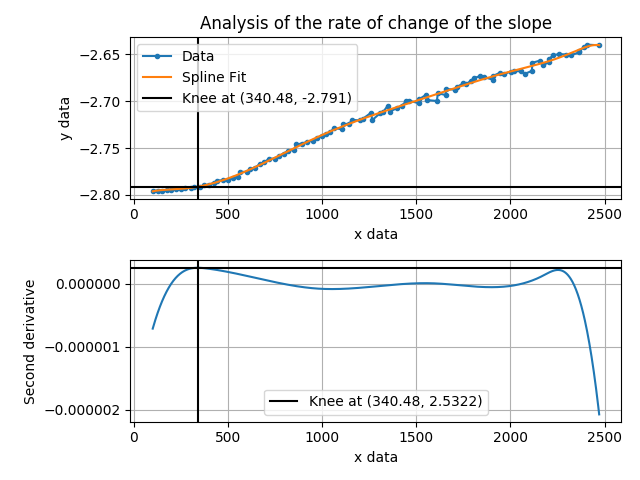 Analysis of the rate of change of the slope
Data
Spline Fit
Knee at (340.48, -2.791)
−2.65
−2.70
−2.75
−2.80
y data
0 500 1000 1500 2000 2500
x data
0.000000
−0.000001
−0.000002
Second derivative
Knee at (340.48, 2.5322)
0 500 1000 1500 2000 2500
x data